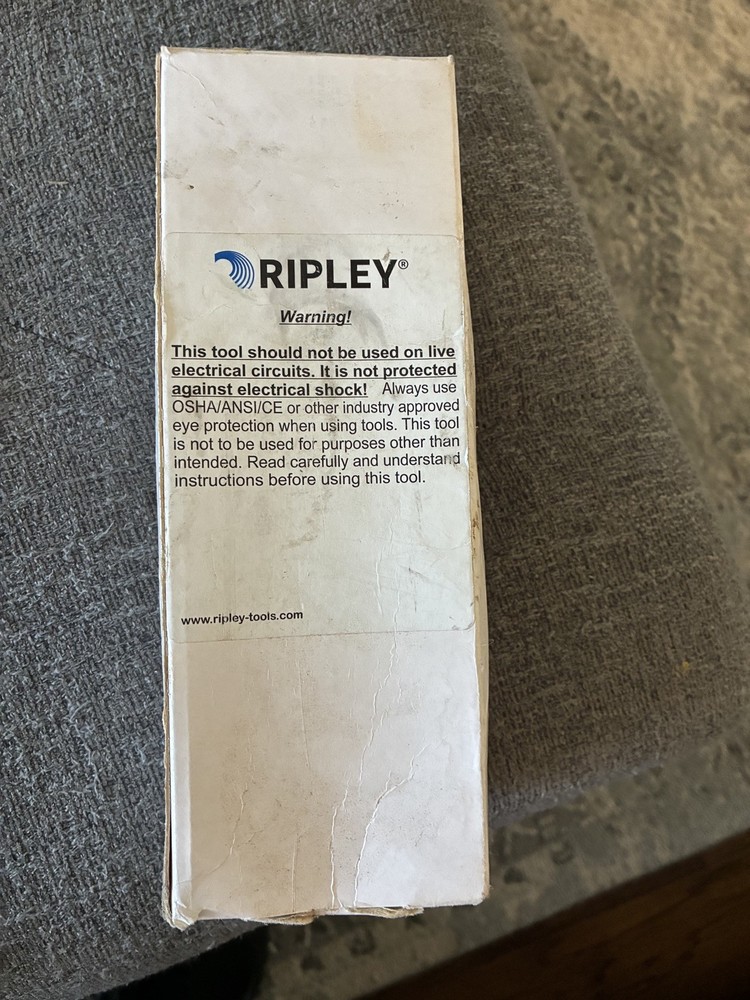 RIPLEY®
Warning!
This tool should not be used on live
electrical circuits. It is not protected
against electrical shock! Always use
OSHA/ANSI/CE or other industry approved
eye protection when using tools. This tool
is not to be used for purposes other than
intended. Read carefully and understand
instructions before using this tool.
www.ripley-tools.com